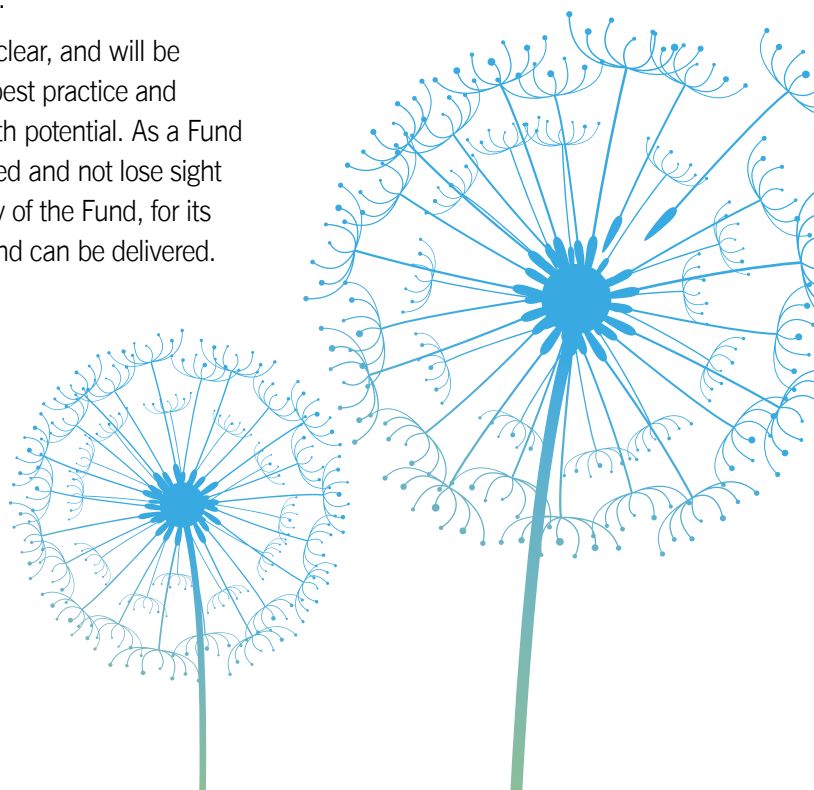 .
clear, and will be
best practice and
th potential. As a Fund
ed and not lose sight
y of the Fund, for its
nd can be delivered.